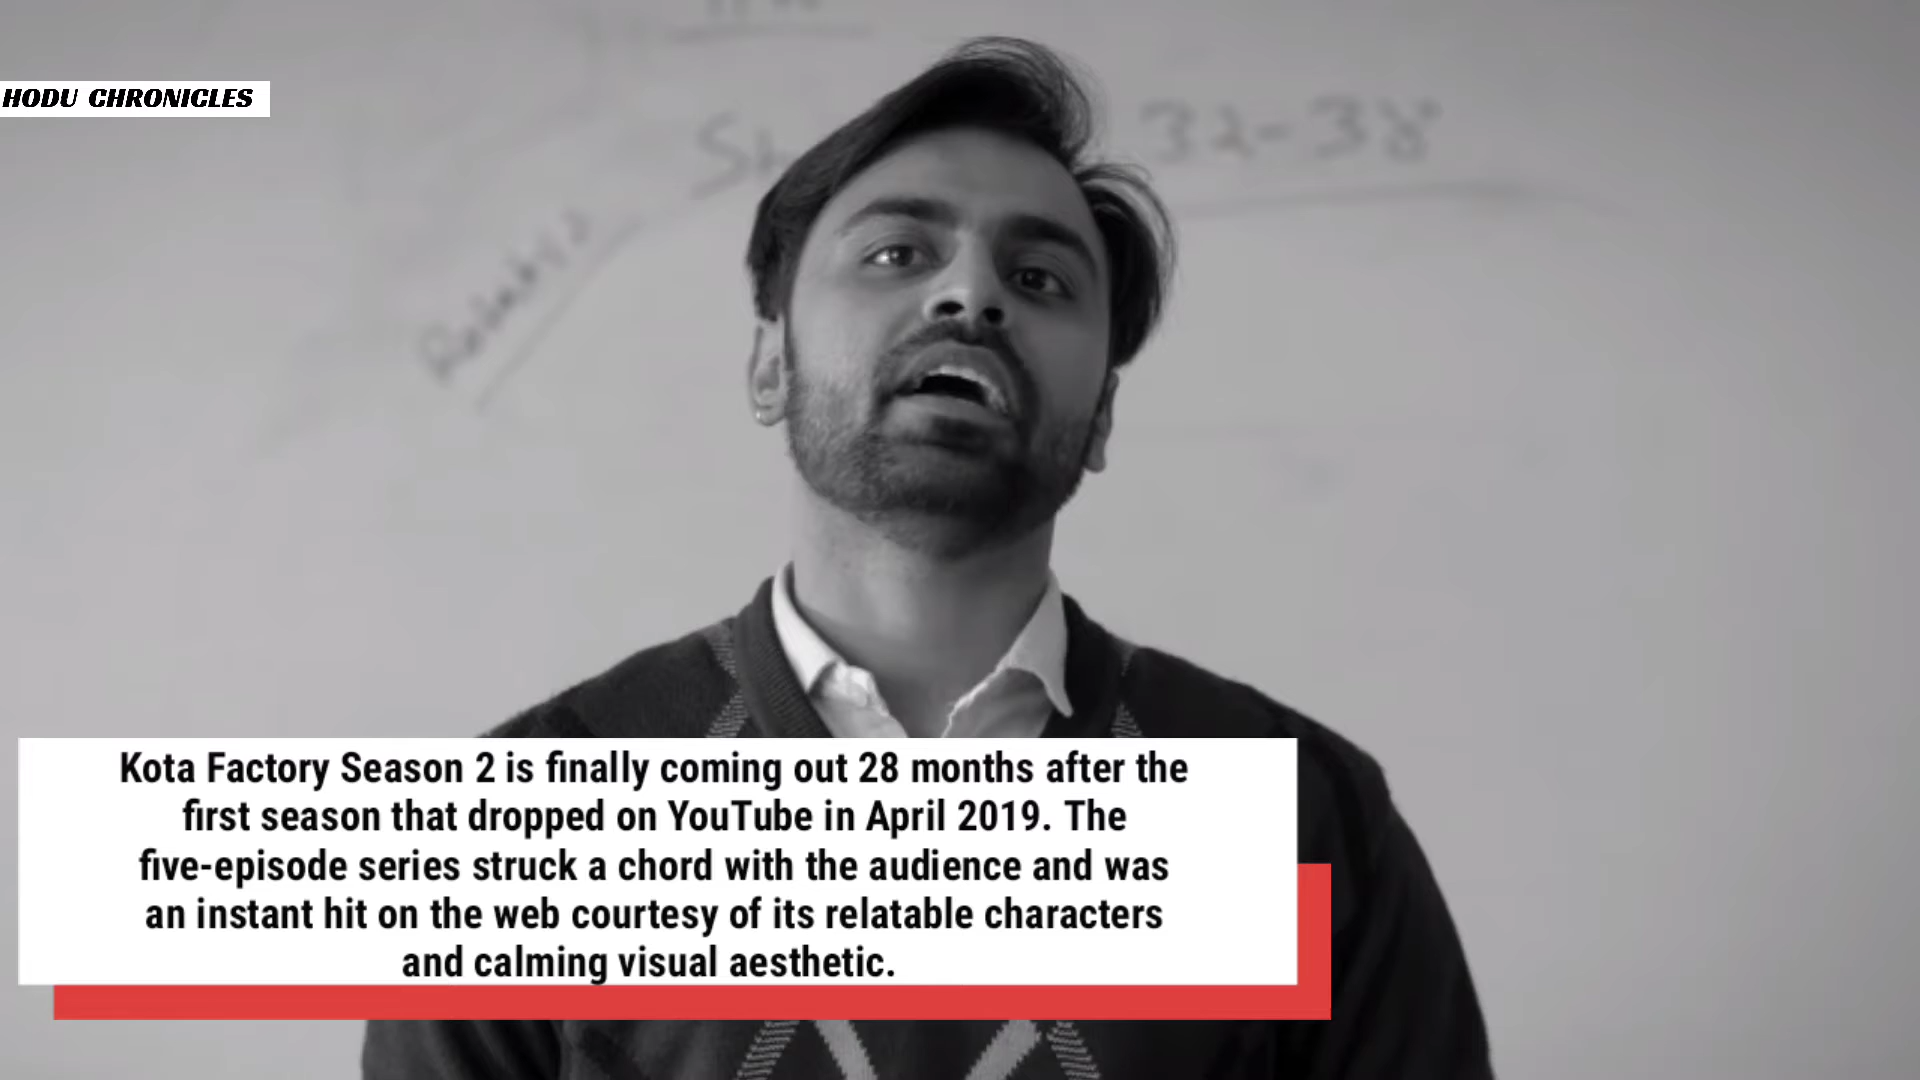 HODU CHRONICLES
32-38
Kota Factory Season 2 is finally coming out 28 months after the
first season that dropped on YouTube in April 2019. The
five-episode series struck a chord with the audience and was
an instant hit on the web courtesy of its relatable characters
and calming visual aesthetic.